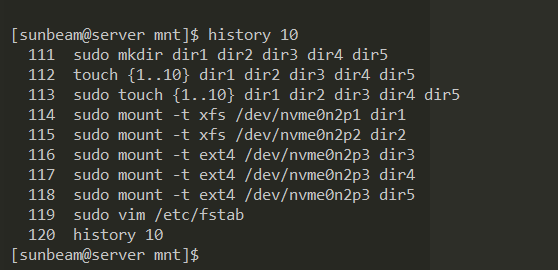 [sunbeam@server mnt]$ history 10
111 sudo mkdir dir1 dir2 dir3 dir4 dir5
112 touch {1..10} dir1 dir2 dir3 dir4 dir5
113 sudo touch {1..10} dir1 dir2 dir3 dir4 dir5
114 sudo mount -t xfs /dev/nvme0n2p1 dir1
115 sudo mount -t xfs /dev/nvme0n2p2 dir2
116 sudo mount -t ext4 /dev/nvme0n2p3 dir3
117 sudo mount -t ext4 /dev/nvme0n2p3 dir4
118 sudo mount -t ext4 /dev/nvme0n2p3 dir5
119 sudo vim /etc/fstab
120 history 10
[sunbeam@server mnt]$